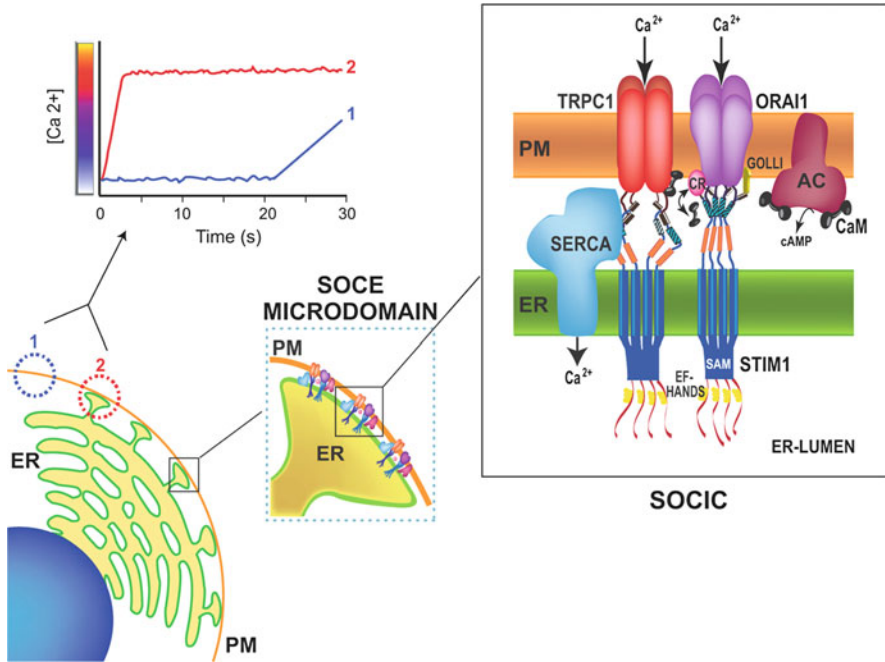 [Ca 2+]
2
1
0
10
20
30
Time (s)
1
2
ER
PM
SOCE
MICRODOMAIN
PM
ER
Ca²⁺
Ca²⁺
TRPC1
ORAI1
PM
GOLLI
CR
AC
SERCA
cAMP
CaM
ER
Ca²⁺
SAM
STIM1
EF-
HANDS
ER-LUMEN
SOCIC